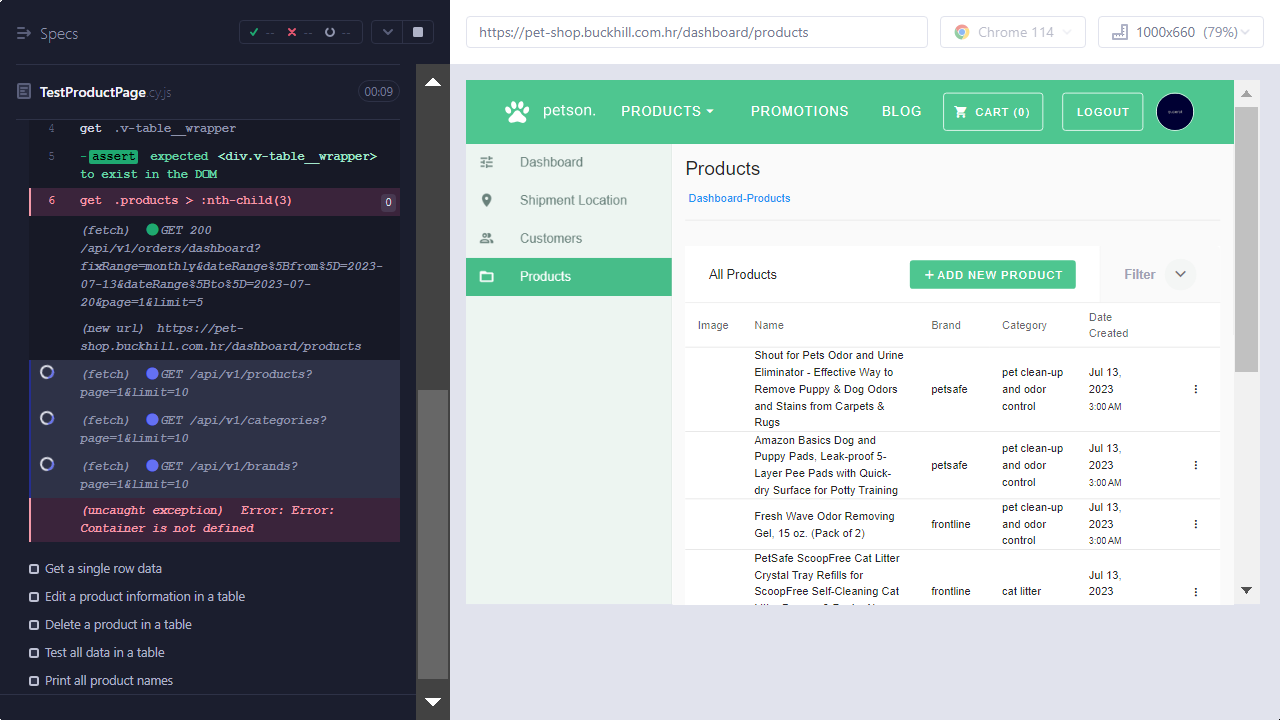 Specs
-- -- --
https://pet-shop.buckhill.com.hr/dashboard/products
Chrome 114
1000x660 (79%)
TestProductPage.cy.js
00:09
4 get .v-table__wrapper
5 -assert expected <div.v-table__wrapper>
to exist in the DOM
6 get .products > :nth-child(3) 0
(fetch) GET 200
/api/v1/orders/dashboard?
fixRange=monthly&dateRange%5Bfrom%5D=2023-
07-13&dateRange%5Bto%5D=2023-07-
20&page=1&limit=5
(new url) https://pet-
shop.buckhill.com.hr/dashboard/products
(fetch) GET /api/v1/products?
page=1&limit=10
(fetch) GET /api/v1/categories?
page=1&limit=10
(fetch) GET /api/v1/brands?
page=1&limit=10
(uncaught exception) Error: Error:
Container is not defined
Get a single row data
Edit a product information in a table
Delete a product in a table
Test all data in a table
Print all product names
petson. PRODUCTS PROMOTIONS BLOG CART (0) LOGOUT
Dashboard
Shipment Location
Customers
Products
Products
Dashboard-Products
All Products
+ ADD NEW PRODUCT
Filter
Image Name Brand Category Date
Created
Shout for Pets Odor and Urine
Eliminator - Effective Way to
Remove Puppy & Dog Odors
and Stains from Carpets &
Rugs
petsafe
pet clean-up
and odor
control
Jul 13,
2023
3:00 AM
Amazon Basics Dog and
Puppy Pads, Leak-proof 5-
Layer Pee Pads with Quick-
dry Surface for Potty Training
petsafe
pet clean-up
and odor
control
Jul 13,
2023
3:00 AM
Fresh Wave Odor Removing
Gel, 15 oz. (Pack of 2)
frontline
pet clean-up
and odor
control
Jul 13,
2023
3:00 AM
PetSafe ScoopFree Cat Litter
Crystal Tray Refills for
ScoopFree Self-Cleaning Cat
frontline
cat litter
Jul 13,
2023